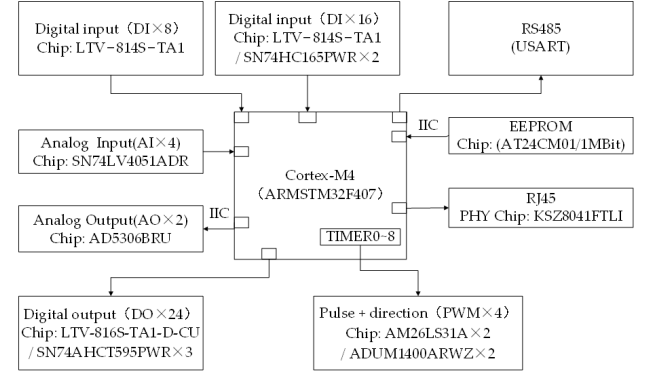 Digital input（DI×8）
Chip: LTV-814S-TA1
Digital input（DI×16）
Chip: LTV-814S-TA1
/ SN74HC165PWR×2
RS485
(USART)
Analog Input(AI×4)
Chip: SN74LV4051ADR
IIC
EEPROM
Chip: (AT24CM01/1MBit)
Cortex-M4
（ARMSTM32F407）
Analog Output(AO×2)
Chip: AD5306BRU
IIC
RJ45
PHY Chip: KSZ8041FTLI
TIMER0~8
Digital output（DO×24）
Chip: LTV-816S-TA1-D-CU
/ SN74AHCT595PWR×3
Pulse + direction（PWM×4）
Chip: AM26LS31A×2
/ ADUM1400ARWZ×2